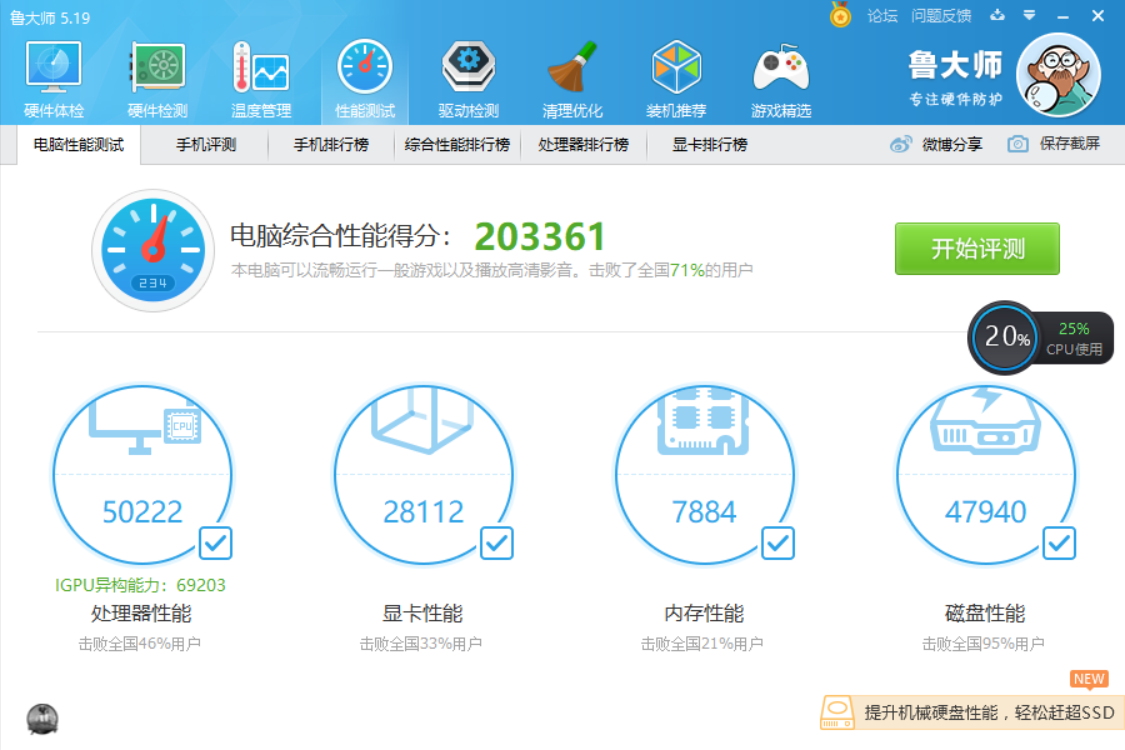 鲁大师 5.19
论坛 问题反馈
硬件体检 硬件检测 温度管理 性能测试 驱动检测 清理优化 装机推荐 游戏精选
鲁大师
专注硬件防护
电脑性能测试 手机评测 手机排行榜 综合性能排行榜 处理器排行榜 显卡排行榜 微博分享 保存截屏
电脑综合性能得分： 203361
本电脑可以流畅运行一般游戏以及播放高清影音。击败了全国71%的用户
234
开始评测
20%
25%
CPU使用
CPU
50222 28112 7884 47940
IGPU异构能力：69203
处理器性能 显卡性能 内存性能 磁盘性能
击败全国46%用户 击败全国33%用户 击败全国21%用户 击败全国95%用户
NEW
提升机械硬盘性能，轻松赶超SSD